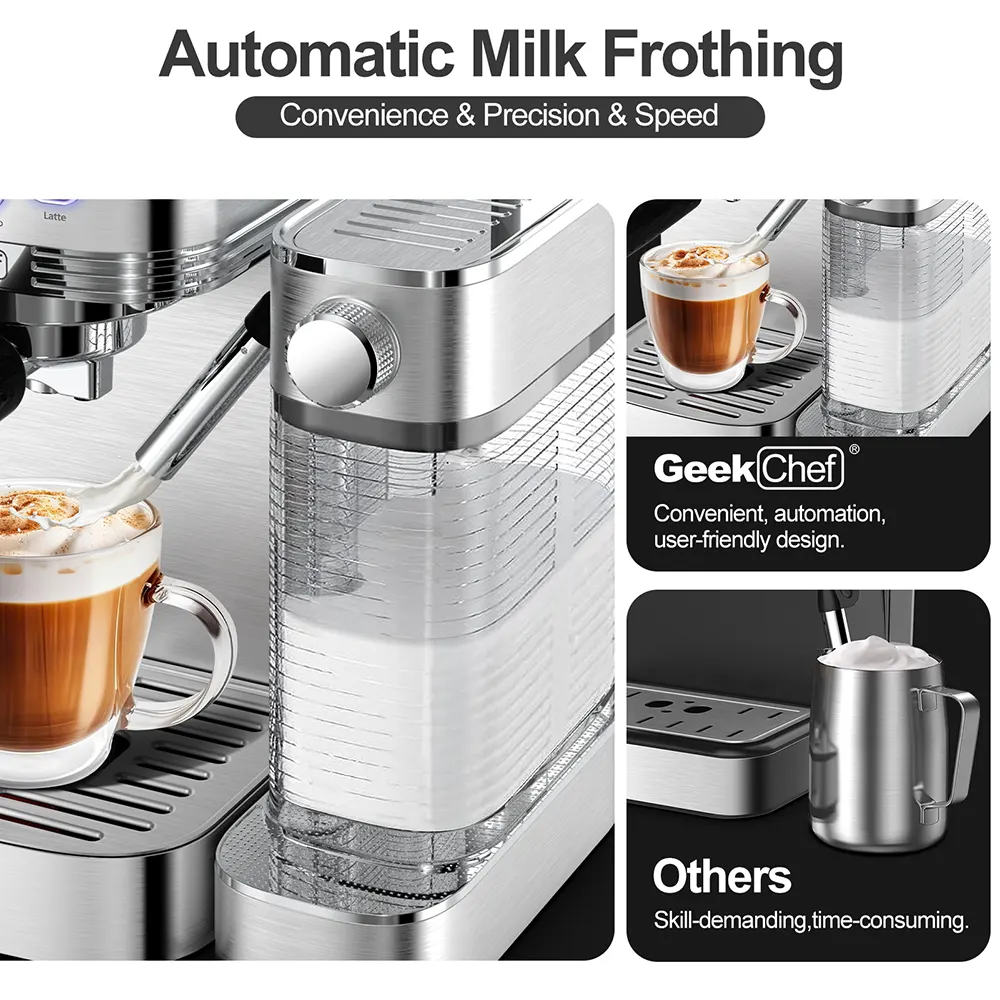 Automatic Milk Frothing
Convenience & Precision & Speed
Latte
GeekChef®
Convenient, automation,
user-friendly design.
Others
Skill-demanding,time-consuming.